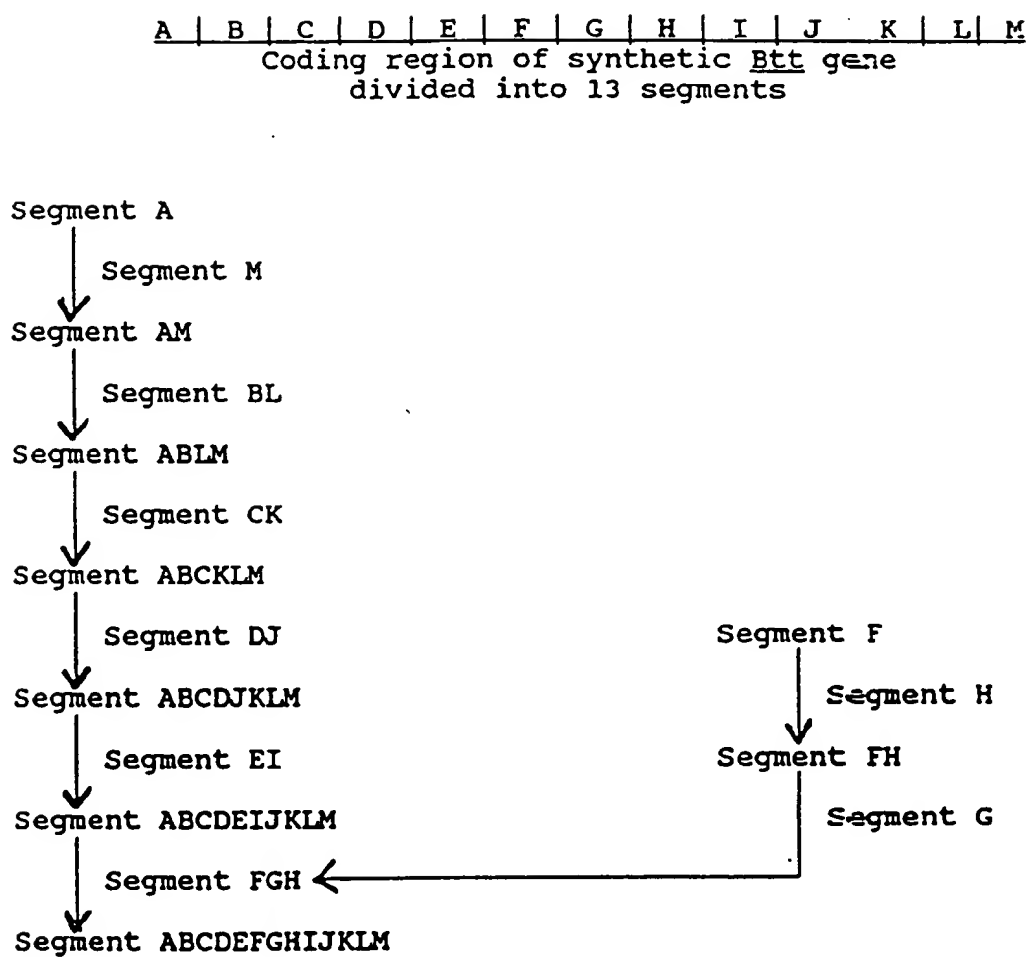 A | B | C | D | E | F | G | H | I | J K | L | M
Coding region of synthetic Btt gene
divided into 13 segments
Segment A
Segment M
Segment AM
Segment BL
Segment ABLM
Segment CK
Segment ABCKLM
Segment DJ
Segment ABCDJKLM
Segment EI
Segment ABCDEIJKLM
Segment F
Segment H
Segment FH
Segment G
Segment FGH
Segment ABCDEFGHIJKLM